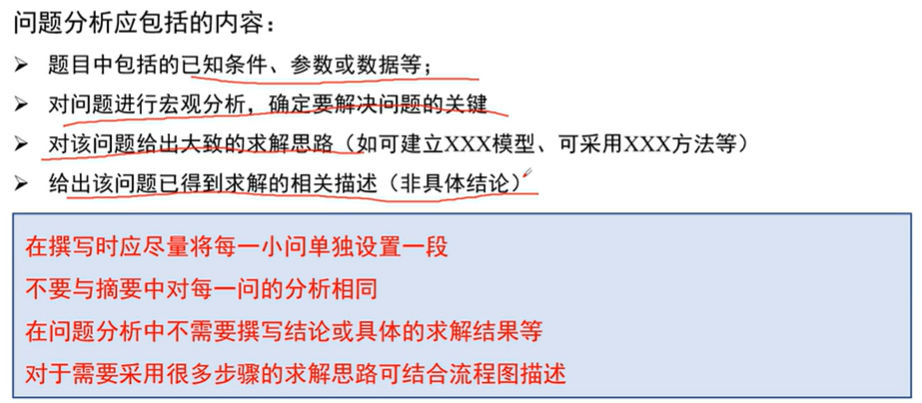 问题分析应包括的内容：
➢ 题目中包括的已知条件、参数或数据等；
➢ 对问题进行宏观分析，确定要解决问题的关键
➢ 对该问题给出大致的求解思路（如可建立XXX模型、可采用XXX方法等）
➢ 给出该问题已得到求解的相关描述（非具体结论）
在撰写时应尽量将每一小问单独设置一段
不要与摘要中对每一问的分析相同
在问题分析中不需要撰写结论或具体的求解结果等
对于需要采用很多步骤的求解思路可结合流程图描述